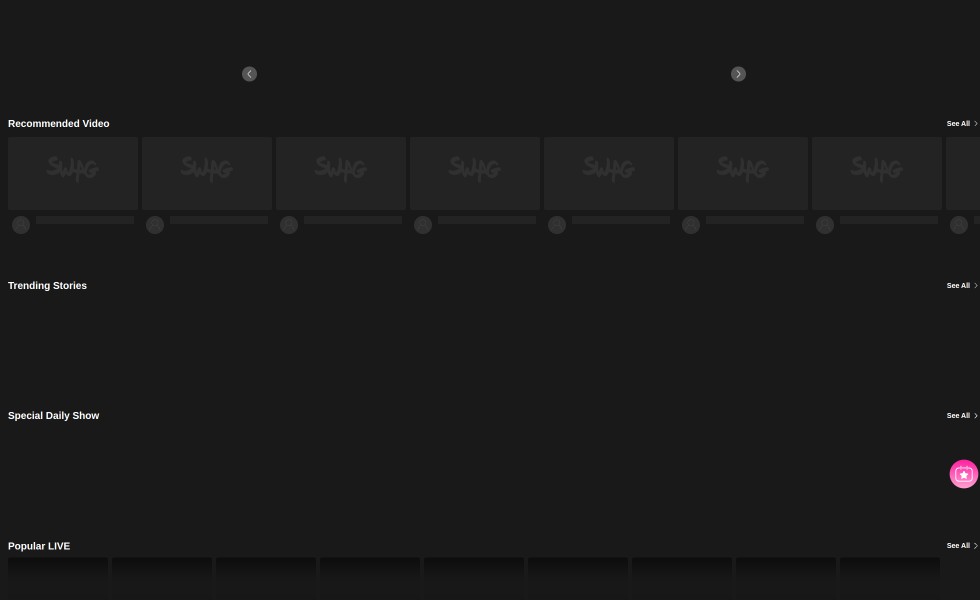 Recommended Video
See All
SWAG SWAG SWAG SWAG SWAG SWAG SWAG
Trending Stories
See All
Special Daily Show
See All
Popular LIVE
See All